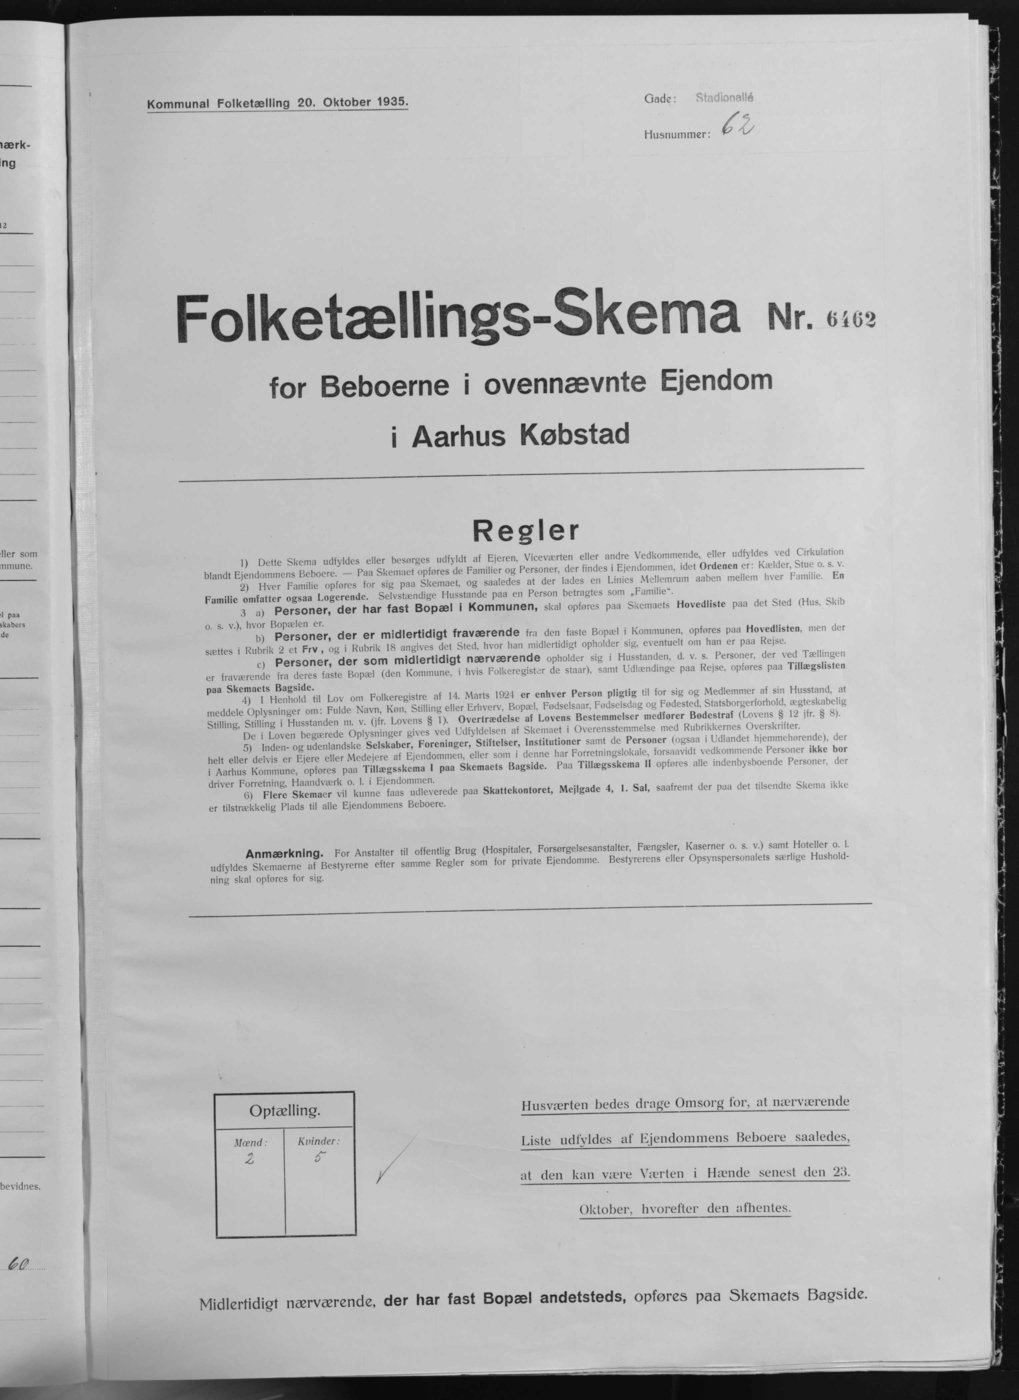 Kommunal Folketælling 20. Oktober 1935.
Gade: Stadionallé
Husnummer: 62
Folketællings-Skema Nr. 6462
for Beboerne i ovennævnte Ejendom
i Aarhus Købstad
Regler
1) Dette Skema udfyldes eller besørges udfyldt af Ejeren, Viceværten eller andre Vedkommende, eller udfyldes ved Cirkulation
blandt Ejendommens Beboere. — Paa Skemaet opføres de Familier og Personer, der findes i Ejendommen, idet Ordenen er: Kælder, Stue o. s. v.
2) Hver Familie opføres for sig paa Skemaet, og saaledes at der lades en Linies Mellemrum aaben mellem hver Familie. En
Familie omfatter ogsaa Logerende. Selvstændige Husstande paa en Person betragtes som „Familie“.
3 a) Personer, der har fast Bopæl i Kommunen, skal opføres paa Skemaets Hovedliste paa det Sted (Hus, Skib
o. s. v.), hvor Bopælen er.
b) Personer, der er midlertidigt fraværende fra den faste Bopæl i Kommunen, opføres paa Hovedlisten, men der
sættes i Rubrik 2 et Frv, og i Rubrik 18 angives det Sted, hvor han midlertidigt opholder sig, eventuelt om han er paa Rejse.
c) Personer, der som midlertidigt nærværende opholder sig i Husstanden, d. v. s. Personer, der ved Tællingen
er fraværende fra deres faste Bopæl (den Kommune, i hvis Folkeregister de staar), samt Udlændinge paa Rejse, opføres paa Tillægslisten
paa Skemaets Bagside.
4) I Henhold til Lov om Folkeregistre af 14. Marts 1924 er enhver Person pligtig til for sig og Medlemmer af sin Husstand, at
meddele Oplysninger om: Fulde Navn, Køn, Stilling eller Erhverv, Bopæl, Fødselsaar, Fødselsdag og Fødested, Statsborgerforhold, ægteskabelig
Stilling, Stilling i Husstanden m. v. (jfr. Lovens § 1). Overtrædelse af Lovens Bestemmelser medfører Bødestraf (Lovens § 12 jfr. § 8).
De i Loven begærede Oplysninger gives ved Udfyldelsen af Skemaet i Overensstemmelse med Rubrikkernes Overskrifter.
5) Inden- og udenlandske Selskaber, Foreninger, Stiftelser, Institutioner samt de Personer (ogsaa i Udlandet hjemmehørende), der
helt eller delvis er Ejere eller Medejere af Ejendommen, eller som i denne har Forretningslokale, forsaavidt vedkommende Personer ikke bor
i Aarhus Kommune, opføres paa Tillægsskema I paa Skemaets Bagside. Paa Tillægsskema II opføres alle indenbysboende Personer, der
driver Forretning, Haandværk o. l. i Ejendommen.
6) Flere Skemaer vil kunne faas udleverede paa Skattekontoret, Mejlgade 4, 1. Sal, saafremt der paa det tilsendte Skema ikke
er tilstrækkelig Plads til alle Ejendommens Beboere.
Anmærkning. For Anstalter til offentlig Brug (Hospitaler, Forsørgelsesanstalter, Fængsler, Kaserner o. s. v.) samt Hoteller o. l.
udfyldes Skemaerne af Bestyrerne efter samme Regler som for private Ejendomme. Bestyrerens eller Opsynspersonalets særlige Hushold-
ning skal opføres for sig.
Optælling.
Mænd: Kvinder:
2 5
Husværten bedes drage Omsorg for, at nærværende
Liste udfyldes af Ejendommens Beboere saaledes,
at den kan være Værten i Hænde senest den 23.
Oktober, hvorefter den afhentes.
Midlertidigt nærværende, der har fast Bopæl andetsteds, opføres paa Skemaets Bagside.
ærk-
ing
12
eller som
mmune.
el paa
skabers
de
bevidnes.
60